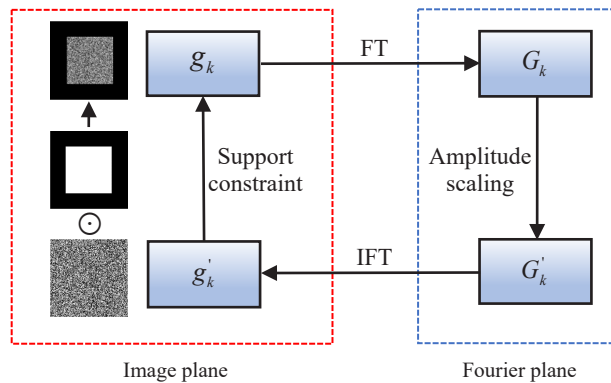 g_k
FT
G_k
Support
constraint
Amplitude
scaling
g'_k
IFT
G'_k
Image plane
Fourier plane